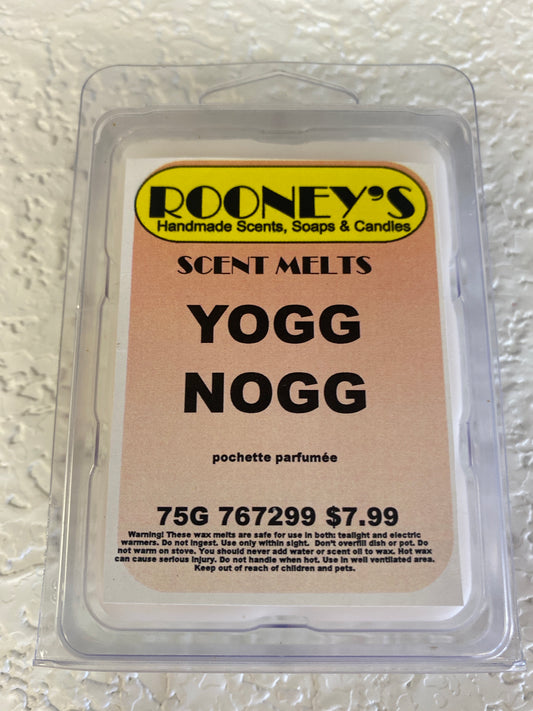 ROONEY'S
Handmade Scents, Soaps & Candles
SCENT MELTS
YOGG
NOGG
pochette parfumée
75G 767299 $7.99
Warning! These wax melts are safe for use in both: tealight and electric
warmers. Do not ingest. Use only within sight. Don't overfill dish or pot. Do
not warm on stove. You should never add water or scent oil to wax. Hot wax
can cause serious injury. Do not handle when hot. Use in well ventilated area.
Keep out of reach of children and pets.